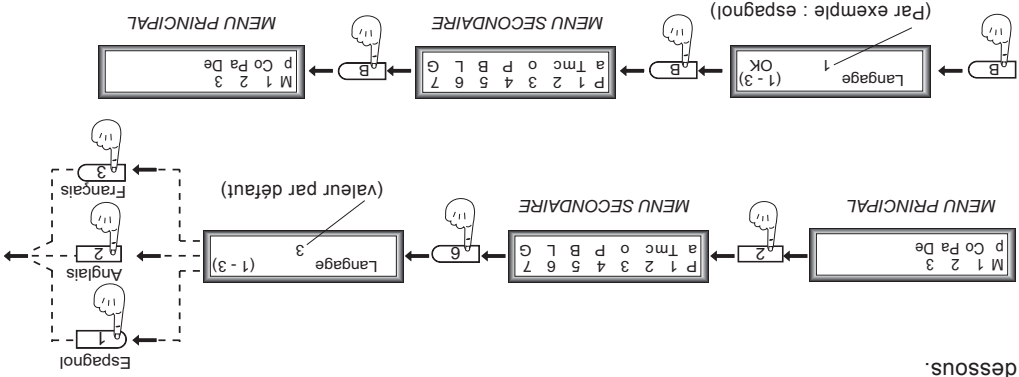 dessous.
Espagnol
1
M 1 2 3
p Co Pa De
MENU PRINCIPAL
2
P 1 2 3 4 5 6 7
a Tmc o P B L G
MENU SECONDAIRE
6
Langage (1 - 3)
3
(valeur par défaut)
Anglais
2
Français
3
B
Langage (1 - 3)
1 OK
(Par exemple : espagnol)
B
P 1 2 3 4 5 6 7
a Tmc o P B L G
MENU SECONDAIRE
B
M 1 2 3
p Co Pa De
MENU PRINCIPAL